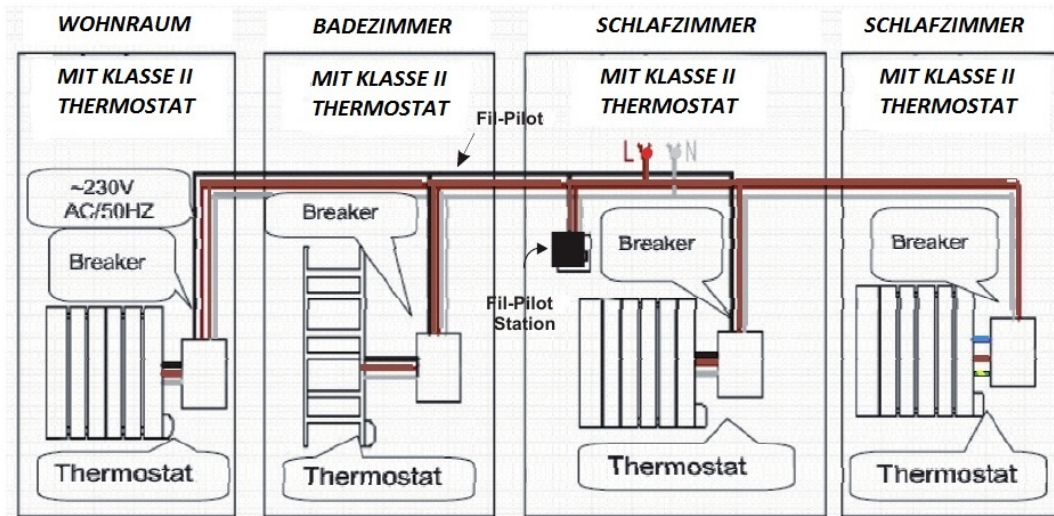 WOHNRAUM
BADEZIMMER
SCHLAFZIMMER
SCHLAFZIMMER
MIT KLASSE II
THERMOSTAT
MIT KLASSE II
THERMOSTAT
MIT KLASSE II
THERMOSTAT
MIT KLASSE II
THERMOSTAT
Fil-Pilot
L
N
~230V
AC/50HZ
Breaker
Breaker
Breaker
Breaker
Fil-Pilot
Station
Thermostat
Thermostat
Thermostat
Thermostat